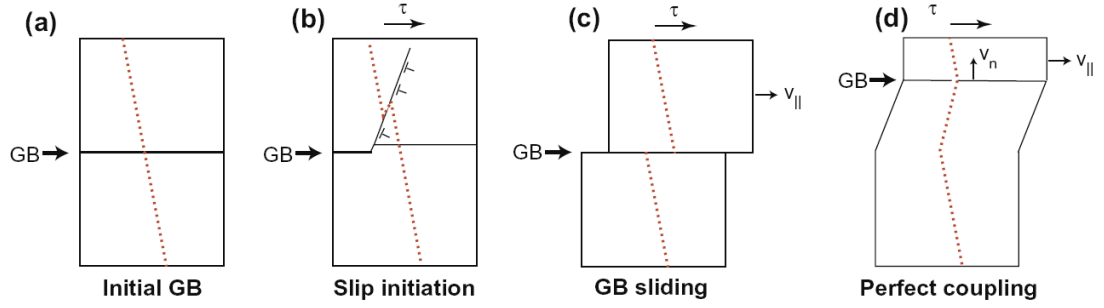 (a)
GB
Initial GB
(b)
τ
GB
Slip initiation
(c)
τ
v||
GB
GB sliding
(d)
τ
vn
v||
GB
Perfect coupling